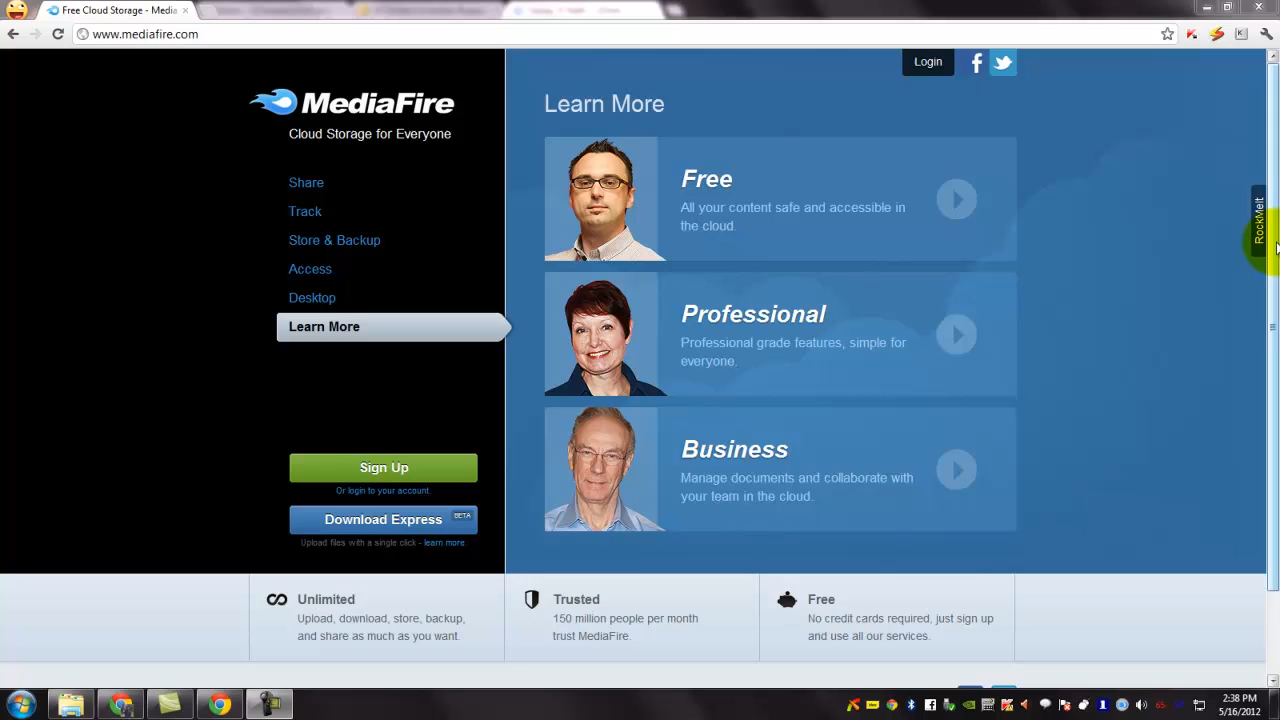 Free Cloud Storage - Media
www.mediafire.com
Login
MediaFire
Cloud Storage for Everyone
Share
Track
Store & Backup
Access
Desktop
Learn More
Sign Up
Or login to your account
Download Express BETA
Upload files with a single click - learn more
Learn More
Free
All your content safe and accessible in
the cloud.
Professional
Professional grade features, simple for
everyone.
Business
Manage documents and collaborate with
your team in the cloud.
RockMelt
Unlimited
Upload, download, store, backup,
and share as much as you want.
Trusted
150 million people per month
trust MediaFire.
Free
No credit cards required, just sign up
and use all our services.
65
2:38 PM
5/16/2012